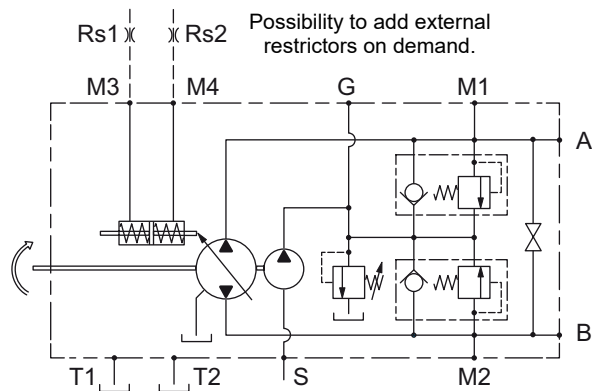 Possibility to add external
restrictors on demand.
Rs1 Rs2
M3 M4 G M1
A
B
T1 T2 S M2